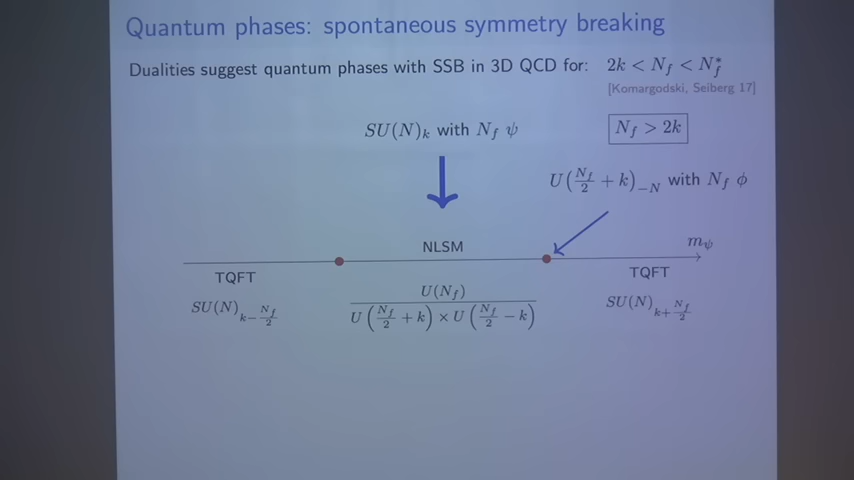 Quantum phases: spontaneous symmetry breaking
Dualities suggest quantum phases with SSB in 3D QCD for: 2k < N_f < N_f^*
[Komargodski, Seiberg 17]
SU(N)_k with N_f ψ
N_f > 2k
U(N_f/2 + k)_{-N} with N_f ϕ
NLSM
m_ψ
TQFT
TQFT
SU(N)_{k-N_f/2}
U(N_f)
U(N_f/2 + k) × U(N_f/2 − k)
SU(N)_{k+N_f/2}